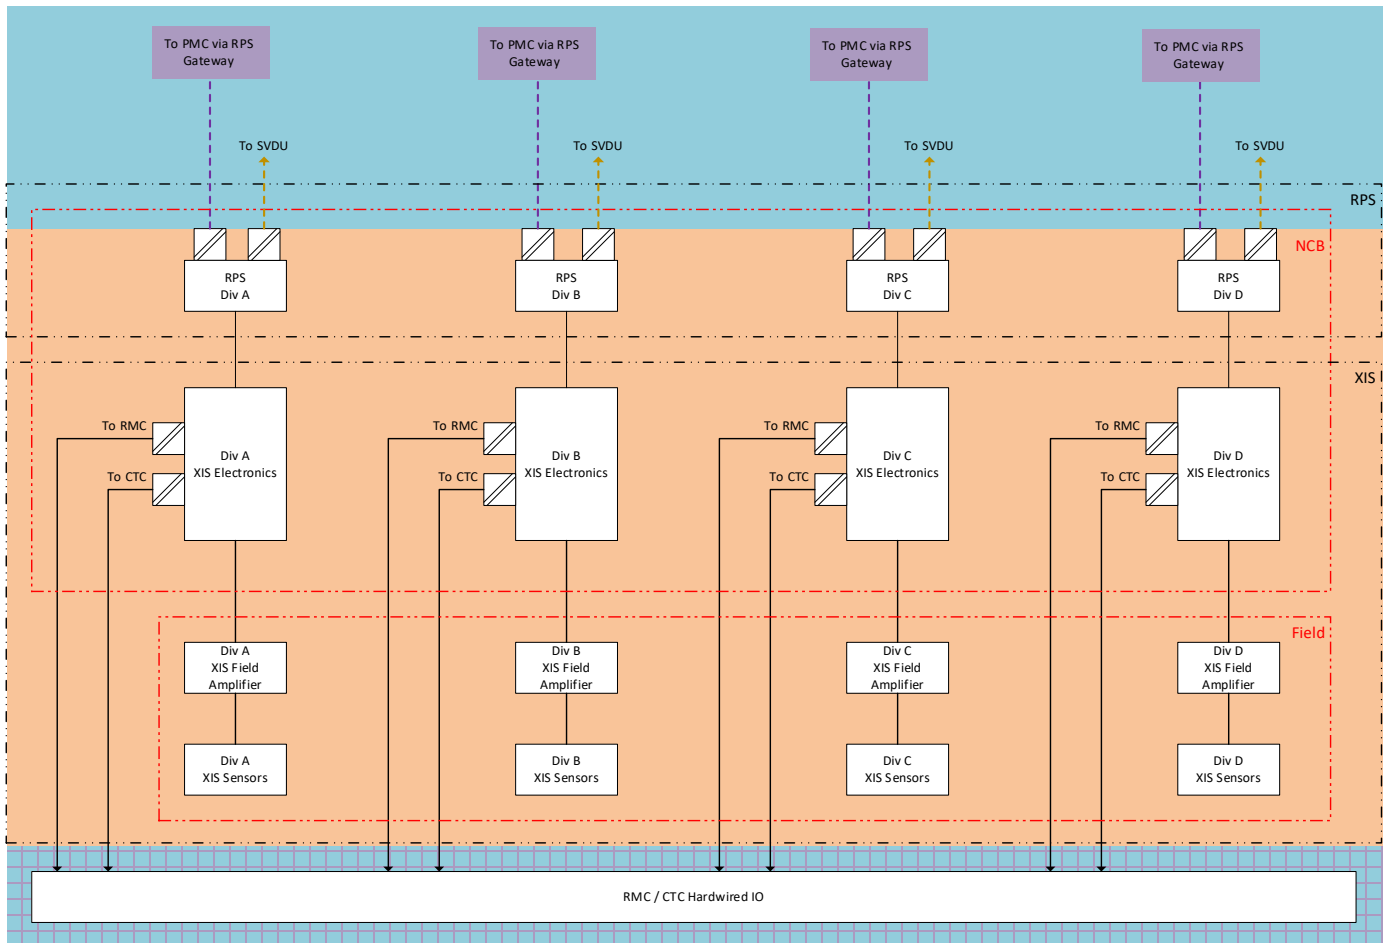 To PMC via RPS
Gateway
To PMC via RPS
Gateway
To PMC via RPS
Gateway
To PMC via RPS
Gateway
To SVDU
To SVDU
To SVDU
To SVDU
RPS
NCB
RPS
Div A
RPS
Div B
RPS
Div C
RPS
Div D
XIS
To RMC
To CTC
Div A
XIS Electronics
To RMC
To CTC
Div B
XIS Electronics
To RMC
To CTC
Div C
XIS Electronics
To RMC
To CTC
Div D
XIS Electronics
Field
Div A
XIS Field
Amplifier
Div B
XIS Field
Amplifier
Div C
XIS Field
Amplifier
Div D
XIS Field
Amplifier
Div A
XIS Sensors
Div B
XIS Sensors
Div C
XIS Sensors
Div D
XIS Sensors
RMC / CTC Hardwired IO